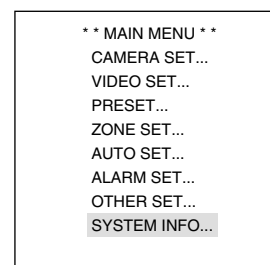 * * MAIN MENU * *
CAMERA SET...
VIDEO SET...
PRESET...
ZONE SET...
AUTO SET...
ALARM SET...
OTHER SET...
SYSTEM INFO...